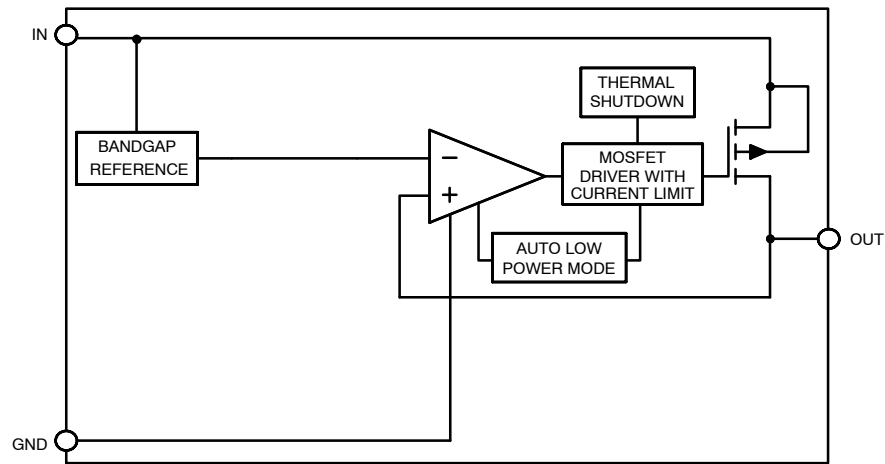 IN
THERMAL
SHUTDOWN
BANDGAP
REFERENCE
−
+
MOSFET
DRIVER WITH
CURRENT LIMIT
AUTO LOW
POWER MODE
OUT
GND